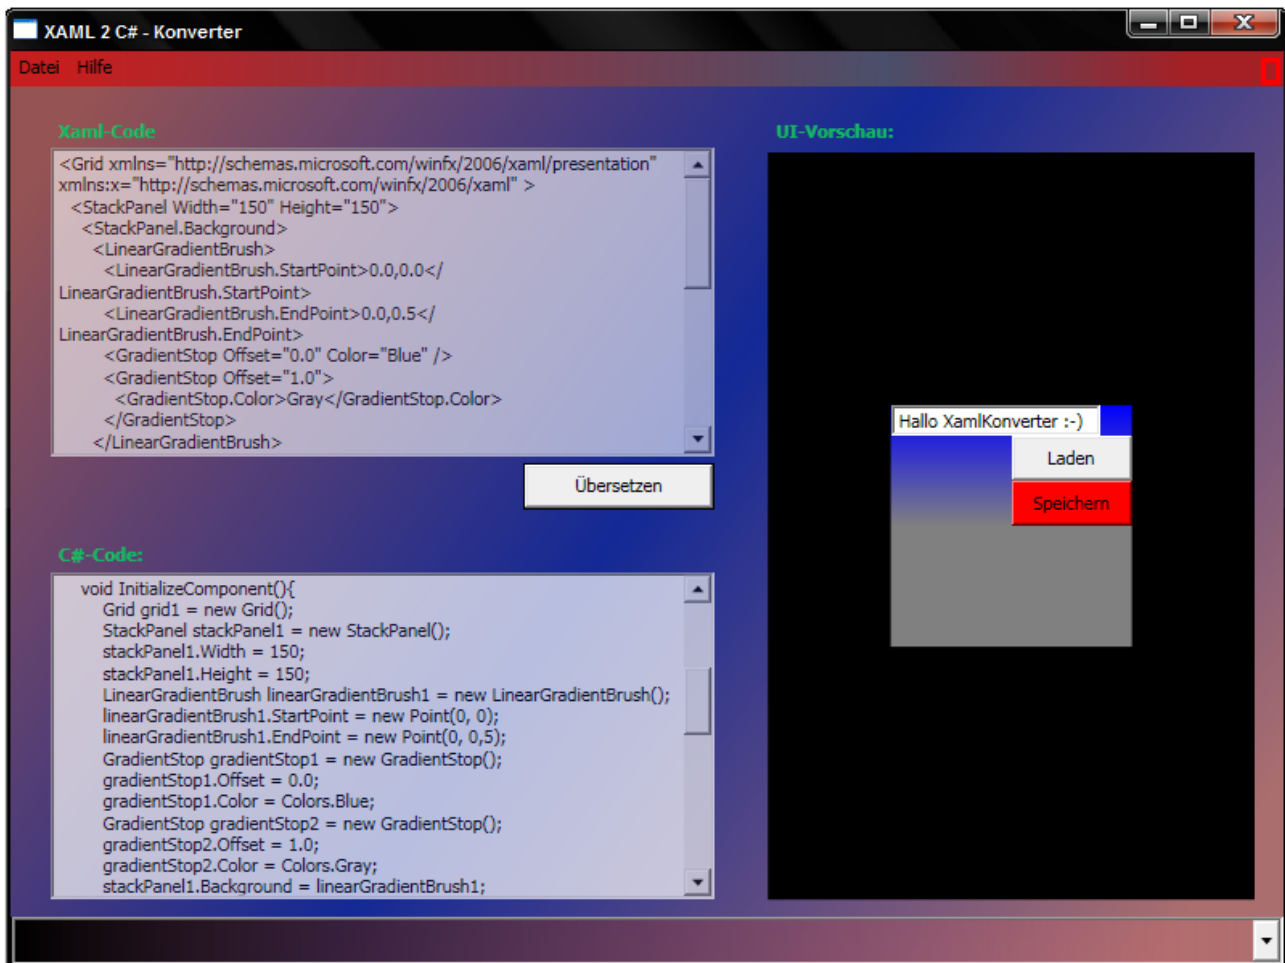 XAML 2 C# - Konverter
Datei Hilfe
Xaml-Code
<Grid xmlns="http://schemas.microsoft.com/winfx/2006/xaml/presentation"
xmlns:x="http://schemas.microsoft.com/winfx/2006/xaml" >
<StackPanel Width="150" Height="150">
<StackPanel.Background>
<LinearGradientBrush>
<LinearGradientBrush.StartPoint>0.0,0.0</
LinearGradientBrush.StartPoint>
<LinearGradientBrush.EndPoint>0.0,0.5</
LinearGradientBrush.EndPoint>
<GradientStop Offset="0.0" Color="Blue" />
<GradientStop Offset="1.0">
<GradientStop.Color>Gray</GradientStop.Color>
</GradientStop>
</LinearGradientBrush>
Übersetzen
C#-Code:
void InitializeComponent(){
Grid grid1 = new Grid();
StackPanel stackPanel1 = new StackPanel();
stackPanel1.Width = 150;
stackPanel1.Height = 150;
LinearGradientBrush linearGradientBrush1 = new LinearGradientBrush();
linearGradientBrush1.StartPoint = new Point(0, 0);
linearGradientBrush1.EndPoint = new Point(0, 0,5);
GradientStop gradientStop1 = new GradientStop();
gradientStop1.Offset = 0.0;
gradientStop1.Color = Colors.Blue;
GradientStop gradientStop2 = new GradientStop();
gradientStop2.Offset = 1.0;
gradientStop2.Color = Colors.Gray;
stackPanel1.Background = linearGradientBrush1;
UI-Vorschau:
Hallo XamlKonverter :-)
Laden
Speichern